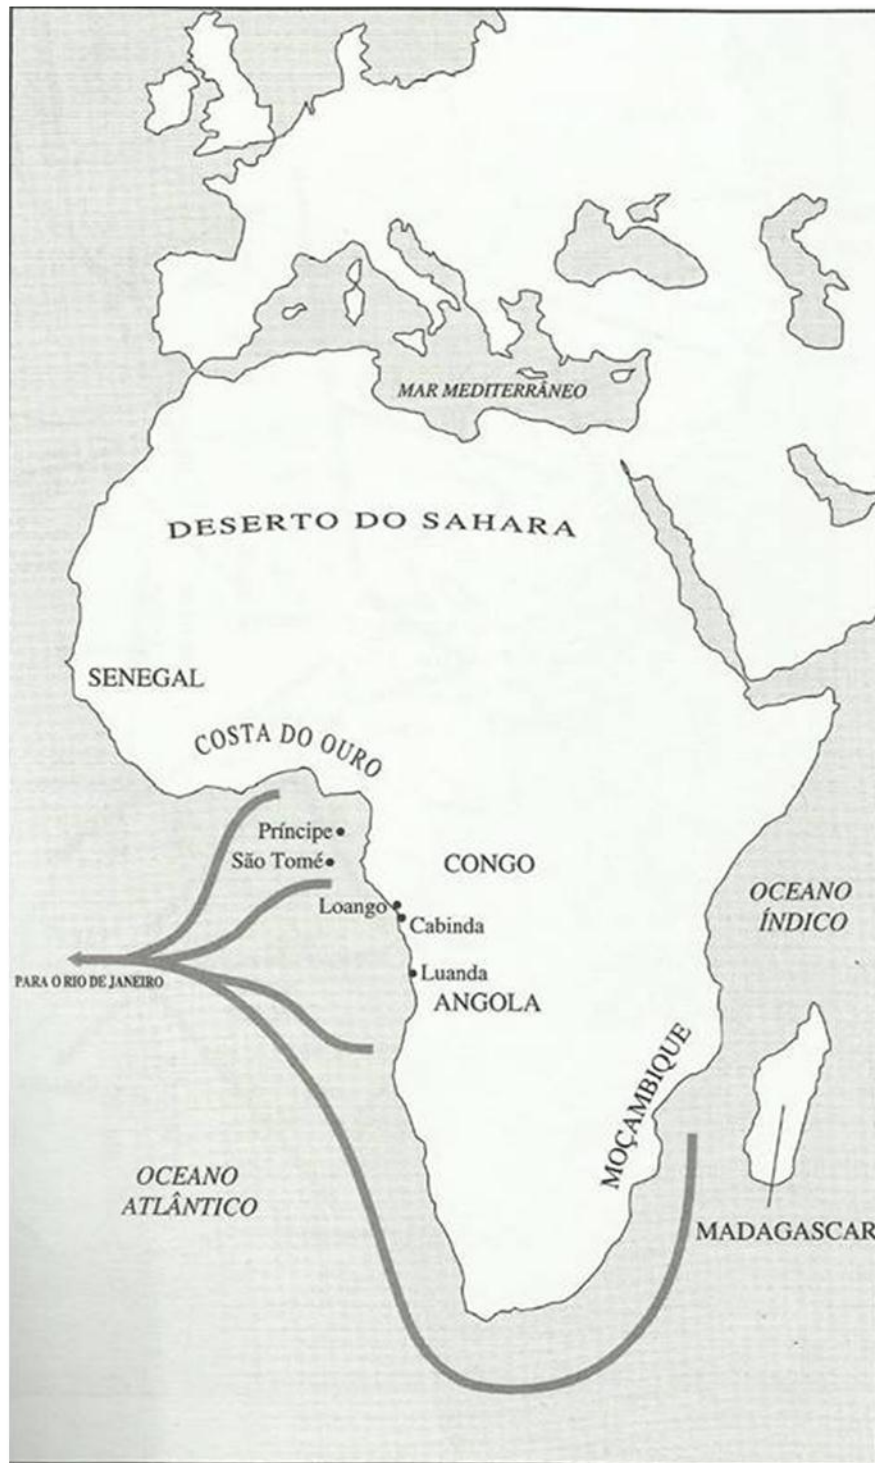 MAR MEDITERRÂNEO
DESERTO DO SAHARA
SENEGAL
COSTA DO OURO
Príncipe
São Tomé
CONGO
Loango
Cabinda
OCEANO
ÍNDICO
PARA O RIO DE JANEIRO
Luanda
ANGOLA
MOÇAMBIQUE
OCEANO
ATLÂNTICO
MADAGASCAR